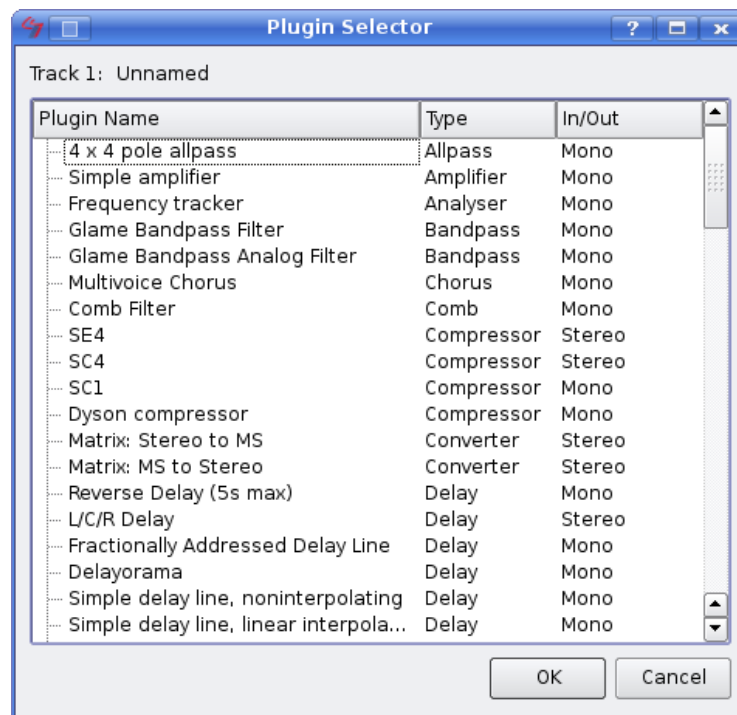 Plugin Selector
Track 1: Unnamed
Plugin Name Type In/Out
4 x 4 pole allpass Allpass Mono
Simple amplifier Amplifier Mono
Frequency tracker Analyser Mono
Glame Bandpass Filter Bandpass Mono
Glame Bandpass Analog Filter Bandpass Mono
Multivoice Chorus Chorus Mono
Comb Filter Comb Mono
SE4 Compressor Stereo
SC4 Compressor Stereo
SC1 Compressor Mono
Dyson compressor Compressor Mono
Matrix: Stereo to MS Converter Stereo
Matrix: MS to Stereo Converter Stereo
Reverse Delay (5s max) Delay Mono
L/C/R Delay Delay Stereo
Fractionally Addressed Delay Line Delay Mono
Delayorama Delay Mono
Simple delay line, noninterpolating Delay Mono
Simple delay line, linear interpola... Delay Mono
OK Cancel